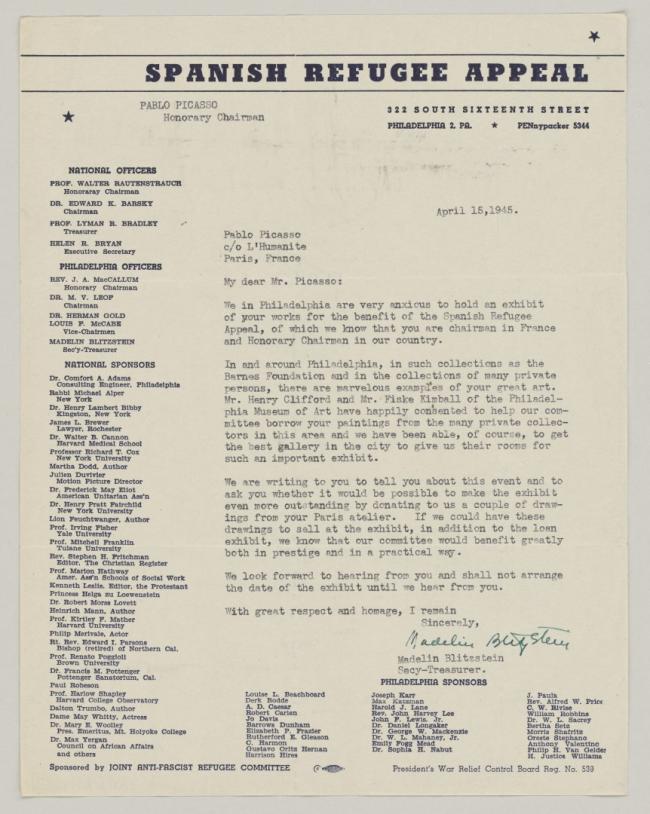 SPANISH REFUGEE APPEAL
PABLO PICASSO
Honorary Chairman
322 SOUTH SIXTEENTH STREET
PHILADELPHIA 2, PA. ★ PENnypacker 5344
NATIONAL OFFICERS
PROF. WALTER RAUTENSTRAUCH
Honoraray Chairman
DR. EDWARD K. BARSKY
Chairman
PROF. LYMAN R. BRADLEY
Treasurer
HELEN R. BRYAN
Executive Secretary
PHILADELPHIA OFFICERS
REV. J. A. MacCALLUM
Honorary Chairman
DR. M. V. LEOF
Chairman
DR. HERMAN GOLD
LOUIS F. McCABE
Vice-Chairmen
MADELIN BLITZSTEIN
Sec'y-Treasurer
NATIONAL SPONSORS
Dr. Comfort A. Adams
Consulting Engineer, Philadelphia
Rabbi Michael Alper
New York
Dr. Henry Lambert Bibby
Kingston, New York
James L. Brewer
Lawyer, Rochester
Dr. Walter B. Cannon
Harvard Medical School
Professor Richard T. Cox
New York University
Martha Dodd, Author
Julien Duvivier
Motion Picture Director
Dr. Frederick May Eliot
American Unitarian Ass'n
Dr. Henry Pratt Fairchild
New York University
Lion Feuchtwanger, Author
Prof. Irving Fisher
Yale University
Prof. Mitchell Franklin
Tulane University
Rev. Stephen H. Fritchman
Editor, The Christian Register
Prof. Marion Hathway
Amer. Ass'n Schools of Social Work
Kenneth Leslie, Editor, the Protestant
Princess Helga zu Loewenstein
Dr. Robert Morss Lovett
Heinrich Mann, Author
Prof. Kirtley F. Mather
Harvard University
Philip Merivale, Actor
Rt. Rev. Edward I. Parsons
Bishop (retired) of Northern Cal.
Prof. Renato Poggioli
Brown University
Dr. Francis M. Pottenger
Pottenger Sanatorium, Cal.
Paul Robeson
Prof. Harlow Shapley
Harvard College Observatory
Dalton Trumbo, Author
Dame May Whitty, Actress
Dr. Mary E. Woolley
Pres. Emeritus, Mt. Holyoke College
Dr. Max Yergan
Council on African Affairs
and others
April 15,1945.
Pablo Picasso
c/o L'Humanite
Paris, France
My dear Mr. Picasso:
We in Philadelphia are very anxious to hold an exhibit
of your works for the benefit of the Spanish Refugee
Appeal, of which we know that you are chairman in France
and Honorary Chairman in our country.
In and around Philadelphia, in such collections as the
Barnes Foundation and in the collections of many private
persons, there are marvelous examples of your great art.
Mr. Henry Clifford and Mr. Fiske Kimball of the Philadel-
phia Museum of Art have happily consented to help our com-
mittee borrow your paintings from the many private collec-
tors in this area and we have been able, of course, to get
the best gallery in the city to give us their rooms for
such an important exhibit.
We are writing to you to tell you about this event and to
ask you whether it would be possible to make the exhibit
even more outstanding by donating to us a couple of draw-
ings from your Paris atelier. If we could have these
drawings to sell at the exhibit, in addition to the loan
exhibit, we know that our committee would benefit greatly
both in prestige and in a practical way.
We look forward to hearing from you and shall not arrange
the date of the exhibit until we hear from you.
With great respect and homage, I remain
Sincerely,
Madelin Blitzstein
Madelin Blitzstein
Secy-Treasurer.
PHILADELPHIA SPONSORS
Louise L. Beachboard
Derk Bodde
A. D. Caesar
Robert Carlen
Jo Davis
Barrows Dunham
Elizabeth P. Frazier
Rutherford E. Gleason
C. Harmon
Gustavo Ortiz Hernan
Harrison Hires
Joseph Karr
Max Katzman
Harold J. Lane
Rev. John Harvey Lee
John F. Lewis, Jr.
Dr. Daniel Longaker
Dr. George W. Mackenzie
Dr. W. L. Mahaney, Jr.
Emily Fogg Mead
Dr. Sophia H. Nabut
J. Pauls
Rev. Alfred W. Price
C. W. Rivise
William Robbins
Dr. W. L. Sacrey
Bertha Setz
Morris Shafritz
Oreste Stephano
Anthony Valentino
Philip H. Van Gelder
H. Justice Williams
Sponsored by JOINT ANTI-FASCIST REFUGEE COMMITTEE
President's War Relief Control Board Reg. No. 539